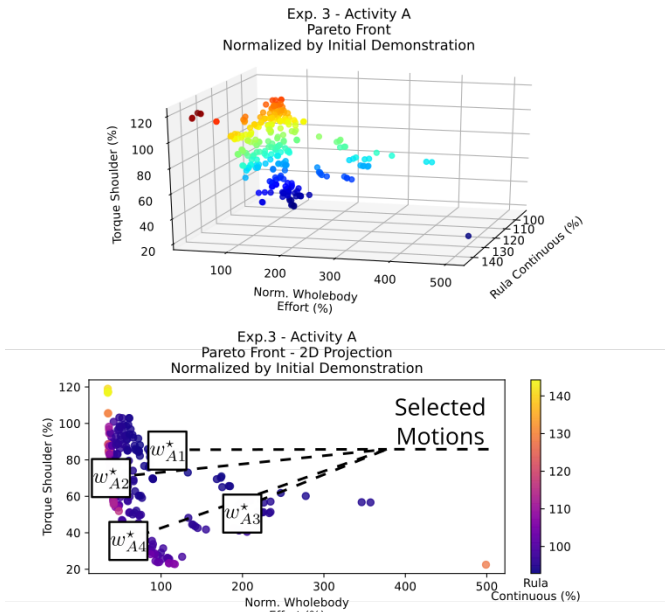 Exp. 3 - Activity A
Pareto Front
Normalized by Initial Demonstration
120
100
80
60
40
20
Torque Shoulder (%)
100
200
300
400
500
Norm. Wholebody
Effort (%)
100
110
120
130
140
Rula Continuous (%)
Exp.3 - Activity A
Pareto Front - 2D Projection
Normalized by Initial Demonstration
120
100
80
60
40
20
Torque Shoulder (%)
Selected
Motions
w*A1
w*A2
w*A3
w*A4
100
200
300
400
500
Norm. Wholebody
Effort (%)
140
130
120
110
100
Rula
Continuous (%)